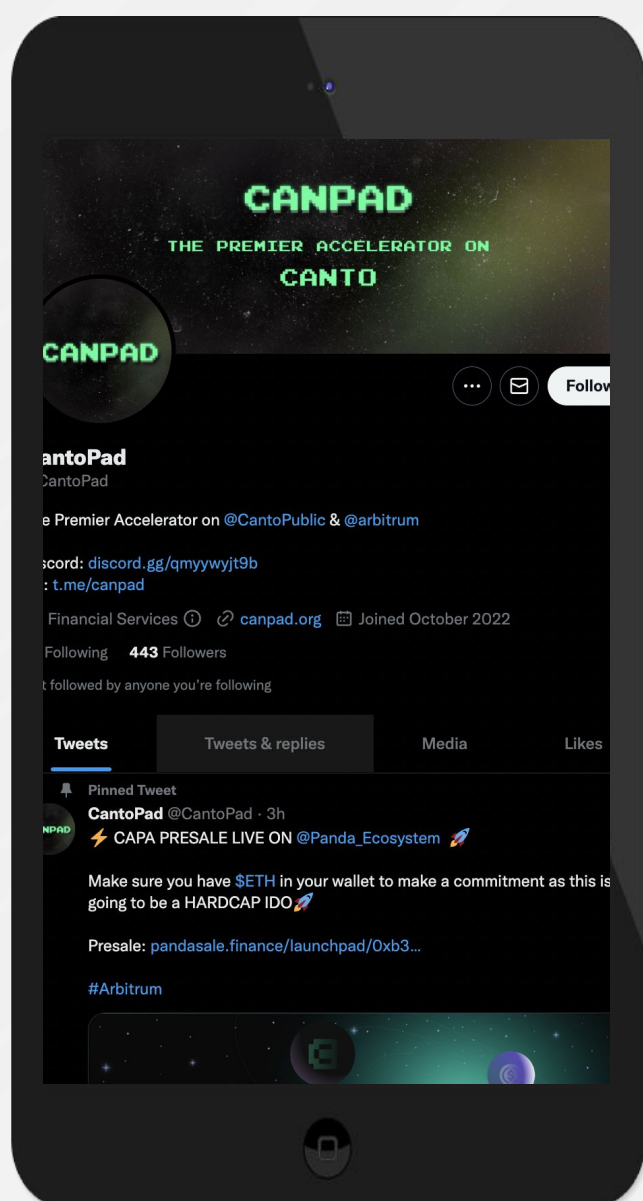 CANPAD
THE PREMIER ACCELERATOR ON
CANTO
CANPAD
Follow
antoPad
CantoPad
e Premier Accelerator on @CantoPublic & @arbitrum
scord: discord.gg/qmyywyjt9b
: t.me/canpad
Financial Services canpad.org Joined October 2022
Following 443 Followers
t followed by anyone you're following
Tweets Tweets & replies Media Likes
Pinned Tweet
CantoPad @CantoPad · 3h
NPAD
⚡ CAPA PRESALE LIVE ON @Panda_Ecosystem 🚀
Make sure you have $ETH in your wallet to make a commitment as this is
going to be a HARDCAP IDO🚀
Presale: pandasale.finance/launchpad/0xb3...
#Arbitrum